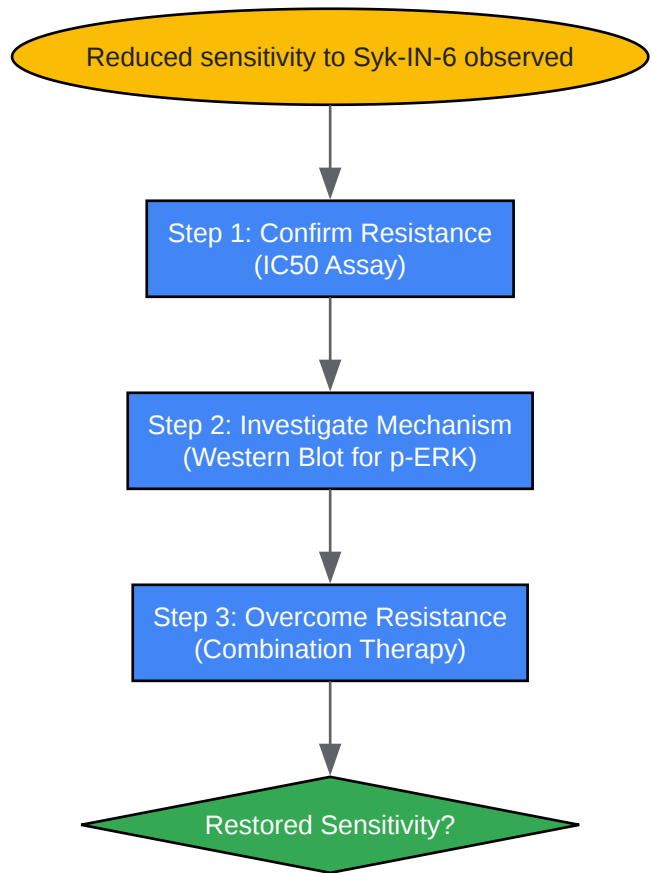 Reduced sensitivity to Syk-IN-6 observed
Step 1: Confirm Resistance
(IC50 Assay)
Step 2: Investigate Mechanism
(Western Blot for p-ERK)
Step 3: Overcome Resistance
(Combination Therapy)
Restored Sensitivity?